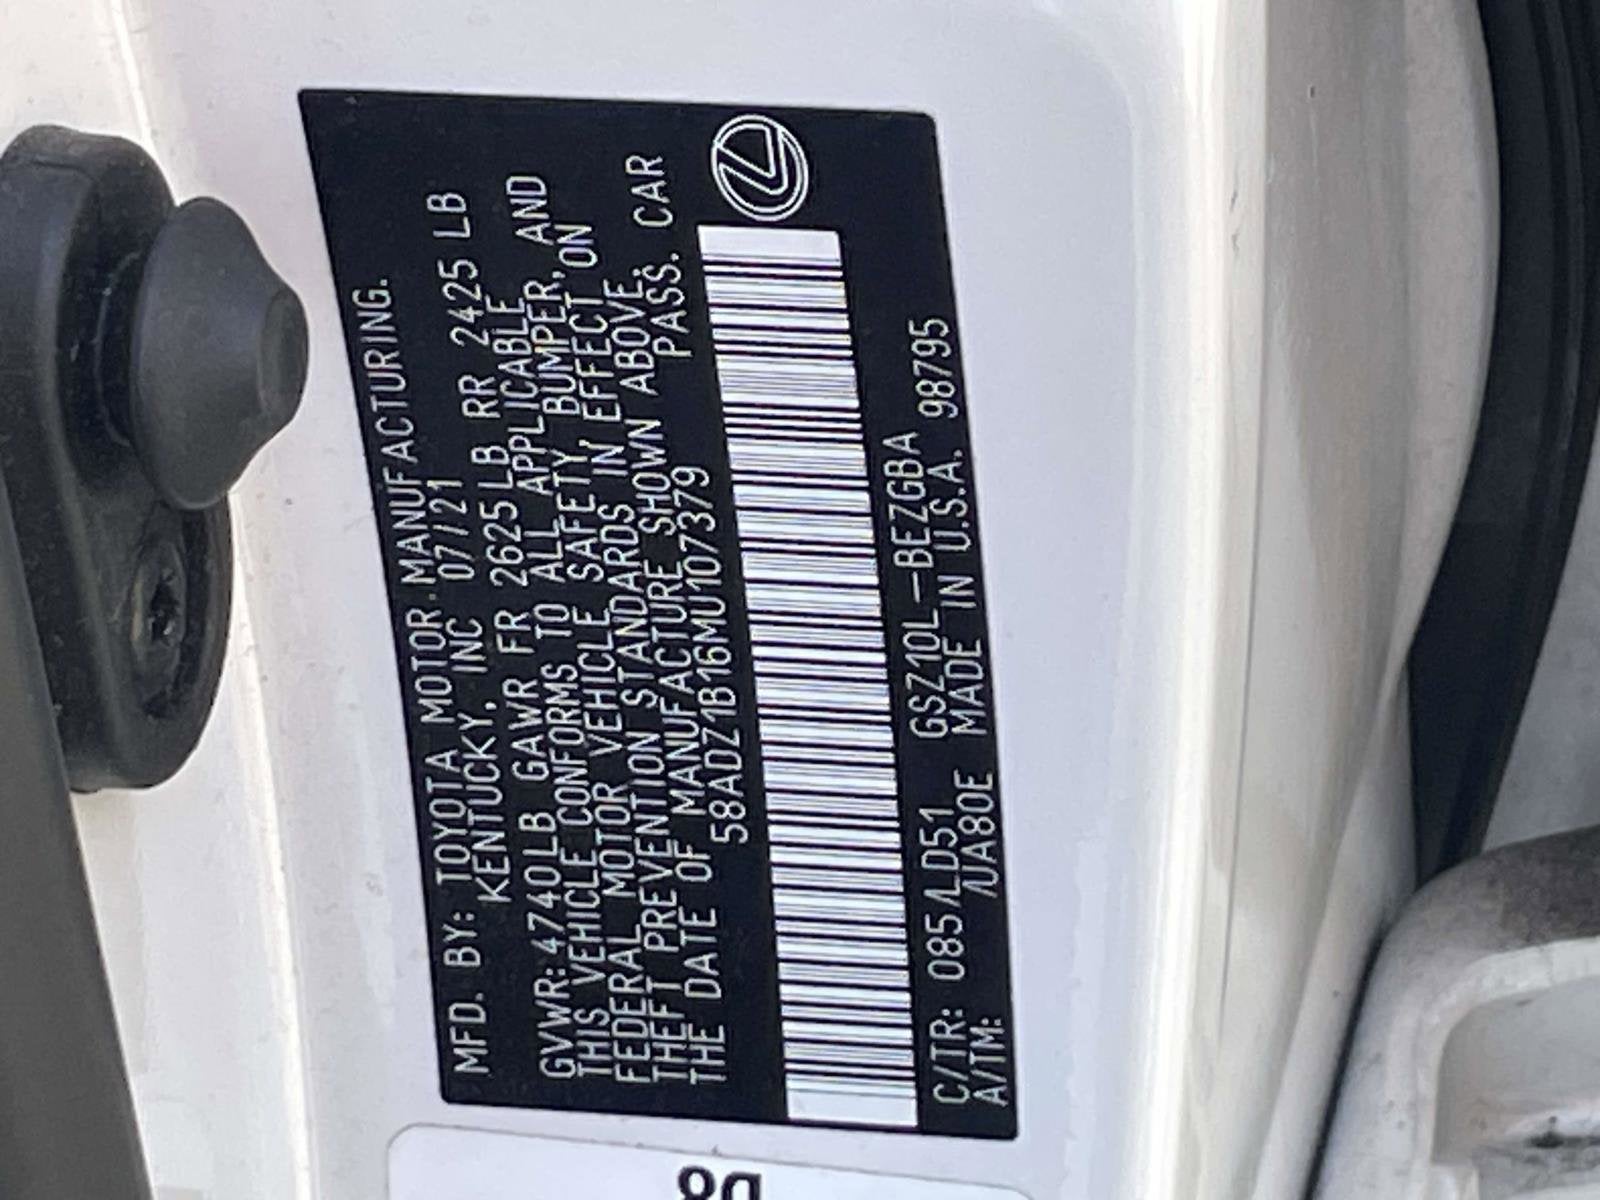 MFD. BY: TOYOTA MOTOR MANUFACTURING.
KENTUCKY, INC 07/21
GVWR: 4740LB GAWR FR 2625LB RR 2425 LB
THIS VEHICLE CONFORMS TO ALL APPLICABLE
FEDERAL MOTOR VEHICLE SAFETY, BUMPER, AND
THEFT PREVENTION STANDARDS IN EFFECT ON
THE DATE OF MANUFACTURE SHOWN ABOVE.
58ADZ1B16MU107379 PASS. CAR
C/TR: 085/LD51 GSZ10L-BEZGBA
A/TM: /UA80E MADE IN U.S.A. 98795